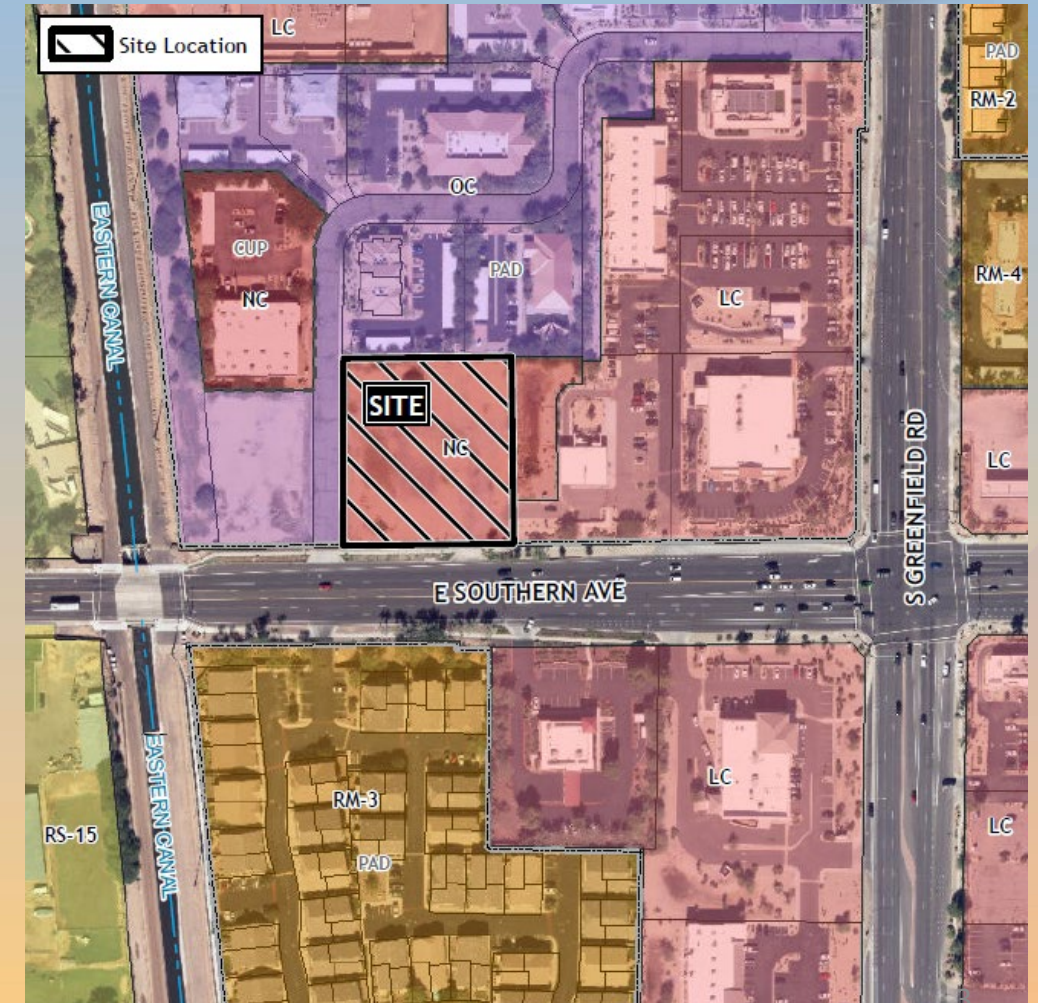 Site Location
LC
PAD
RM-2
OC
EASTERN CANAL
CUP
NC
PAD
LC
RM-4
SITE
NC
LC
S GREENFIELD RD
E SOUTHERN AVE
EASTERN CANAL
RM-3
LC
RS-15
PAD
LC